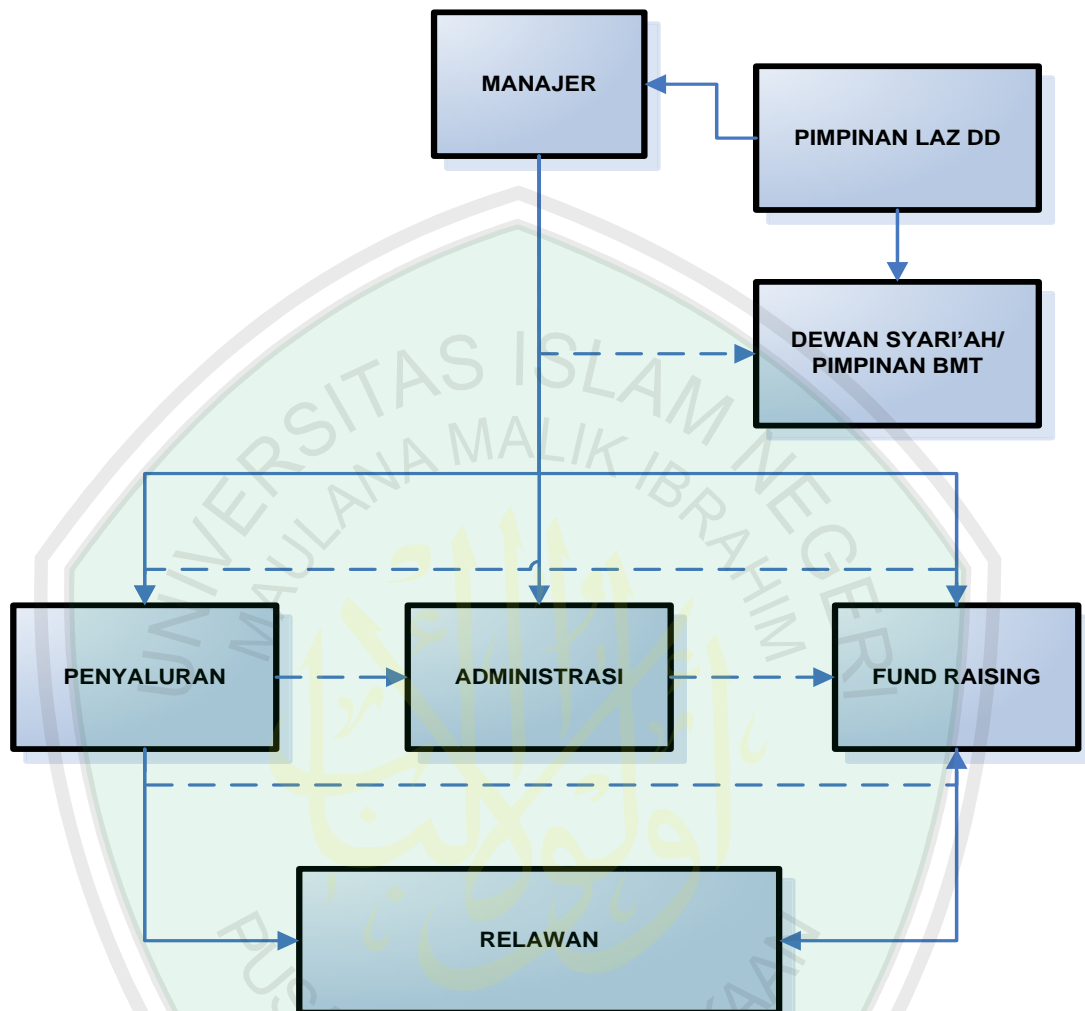 MANAJER
PIMPINAN LAZ DD
DEWAN SYARI'AH/
PIMPINAN BMT
UNIVERSITAS ISLAM NEGERI
MAULANA MALIK IBRAHIM
PENYALURAN
ADMINISTRASI
FUND RAISING
RELAWAN